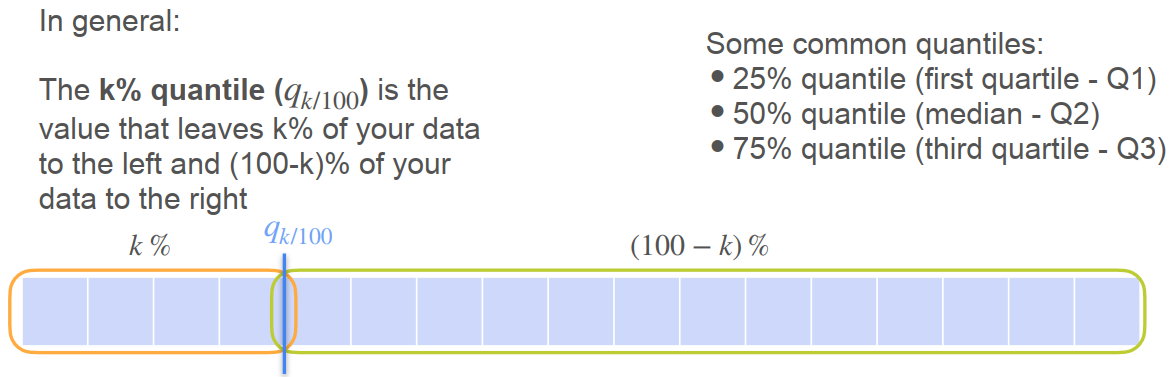 In general:
The k% quantile (qk/100) is the
value that leaves k% of your data
to the left and (100-k)% of your
data to the right
Some common quantiles:
• 25% quantile (first quartile - Q1)
• 50% quantile (median - Q2)
• 75% quantile (third quartile - Q3)
k %
qk/100
(100 – k) %